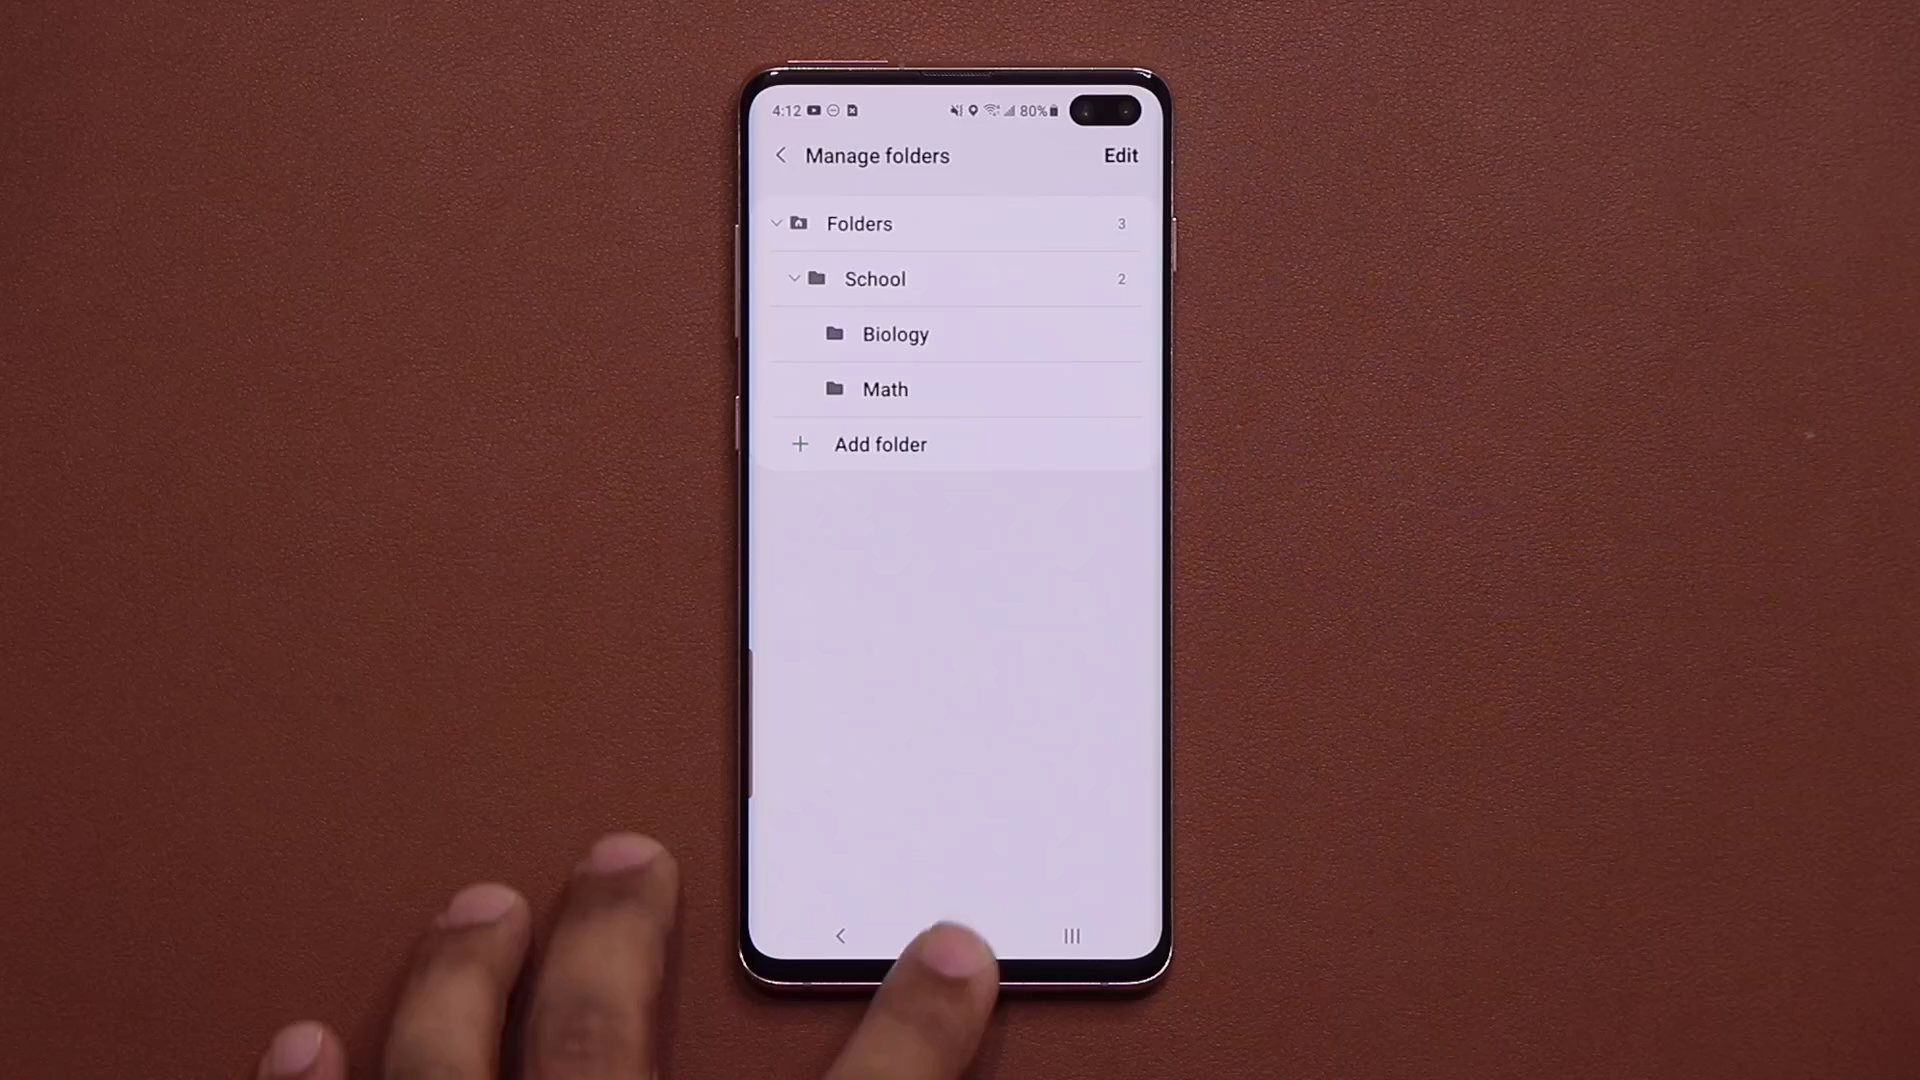 4:12 80%
Manage folders Edit
Folders 3
School 2
Biology
Math
Add folder